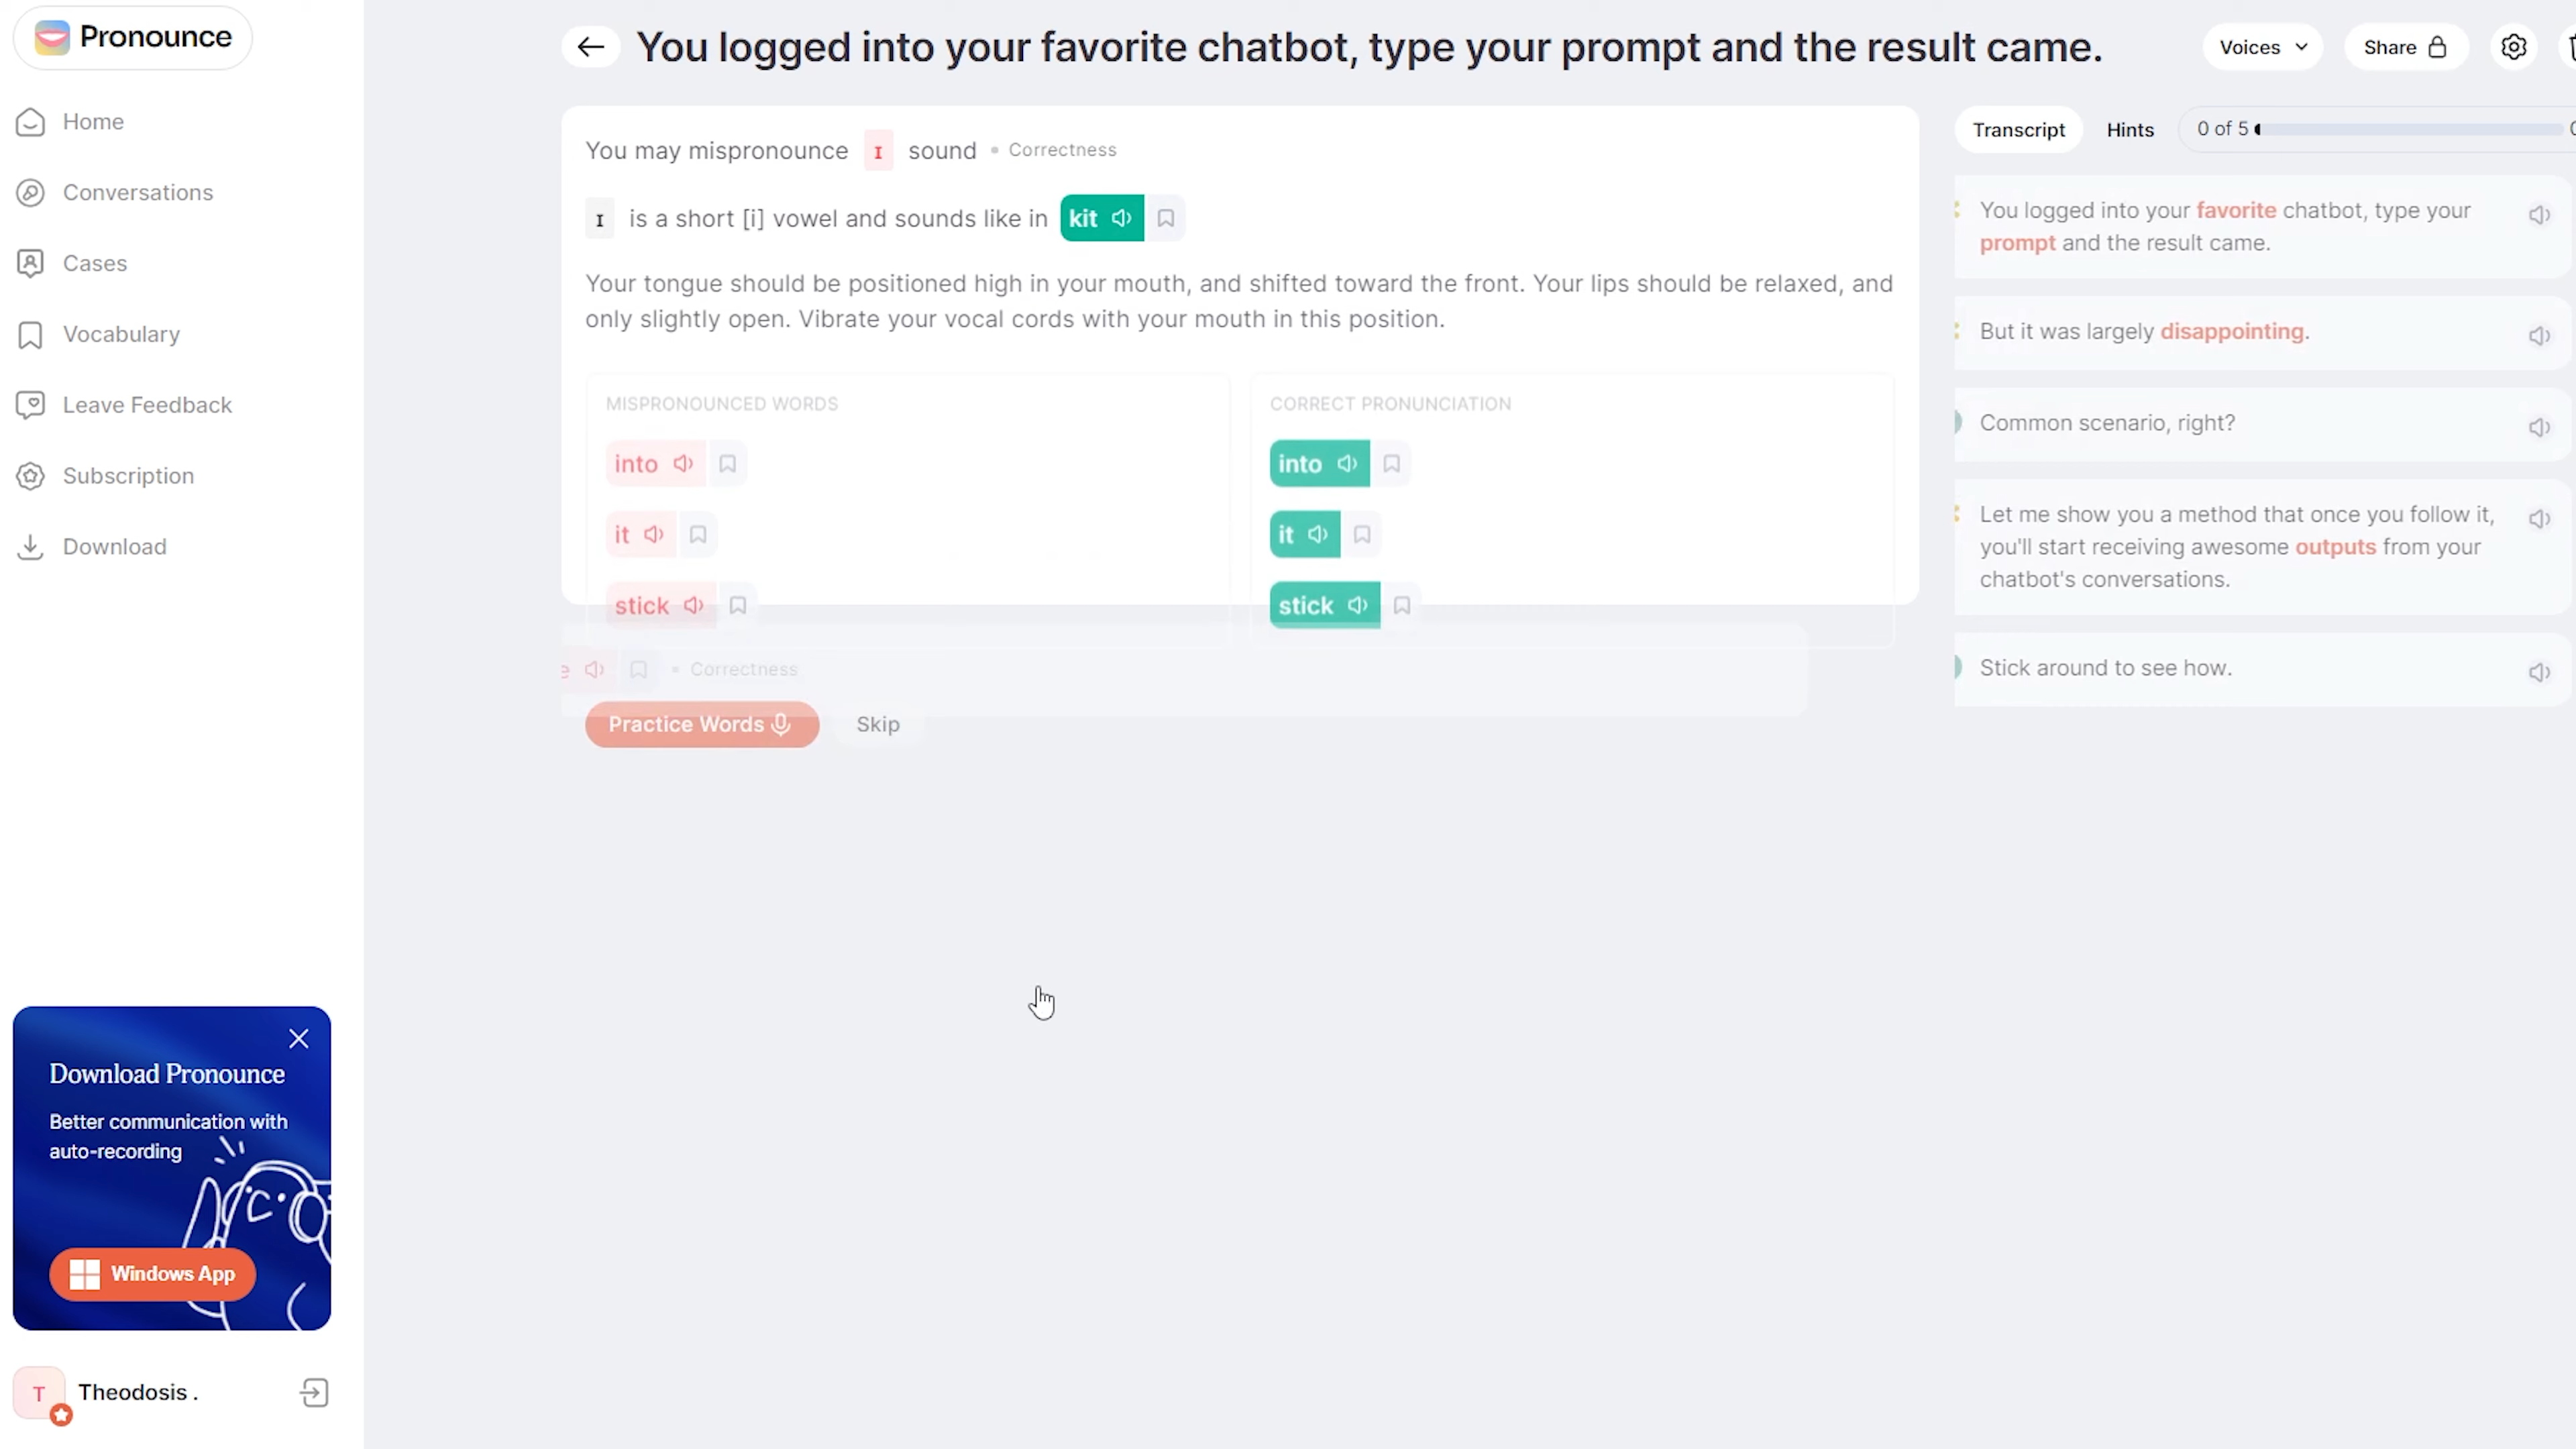 Pronounce
Home
Conversations
Cases
Vocabulary
Leave Feedback
Subscription
Download
Download Pronounce
Better communication with
auto-recording
Windows App
T
Theodosis .
You logged into your favorite chatbot, type your prompt and the result came.
Voices
Share
You may mispronounce ɪ sound • Correctness
ɪ is a short [i] vowel and sounds like in kit
Your tongue should be positioned high in your mouth, and shifted toward the front. Your lips should be relaxed, and
only slightly open. Vibrate your vocal cords with your mouth in this position.
MISPRONOUNCED WORDS
into
it
stick
CORRECT PRONUNCIATION
into
it
stick
e • Correctness
Practice Words
Skip
Transcript
Hints
0 of 5
You logged into your favorite chatbot, type your
prompt and the result came.
But it was largely disappointing.
Common scenario, right?
Let me show you a method that once you follow it,
you'll start receiving awesome outputs from your
chatbot's conversations.
Stick around to see how.